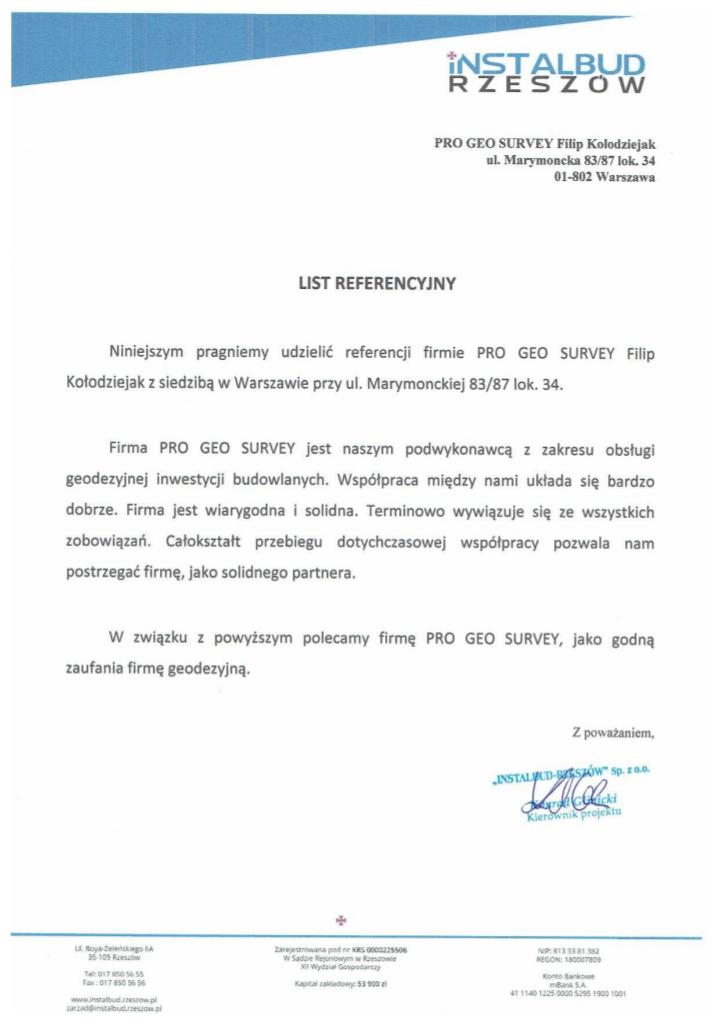 INSTALBUD
RZESZÓW
PRO GEO SURVEY Filip Kołodziejak
ul. Marymoncka 83/87 lok. 34
01-802 Warszawa
LIST REFERENCYJNY
Niniejszym pragniemy udzielić referencji firmie PRO GEO SURVEY Filip
Kołodziejak z siedzibą w Warszawie przy ul. Marymonckiej 83/87 lok. 34.
Firma PRO GEO SURVEY jest naszym podwykonawcą z zakresu obsługi
geodezyjnej inwestycji budowlanych. Współpraca między nami układa się bardzo
dobrze. Firma jest wiarygodna i solidna. Terminowo wywiązuje się ze wszystkich
zobowiązań. Całokształt przebiegu dotychczasowej współpracy pozwala nam
postrzegać firmę, jako solidnego partnera.
W związku z powyższym polecamy firmę PRO GEO SURVEY, jako godną
zaufania firmę geodezyjną.
Z poważaniem,
„INSTALBUD-RZESZÓW" Sp. z o.o.
Kierownik projektu
Ul. Boya-Żeleńskiego 6A
35-105 Rzeszów
Tel: 017 850 56 55
Fax : 017 850 56 56
www.instalbud.rzeszow.pl
zarzad@instalbud.rzeszow.pl
Zarejestrowana pod nr KRS 0000225506
W Sądzie Rejonowym w Rzeszowie
XII Wydział Gospodarczy
Kapitał zakładowy: 53 900 zł
NIP: 813 33 81 362
REGON: 180007809
Konto Bankowe
mBank S.A.
41 1140 1225 0000 5295 1900 1001